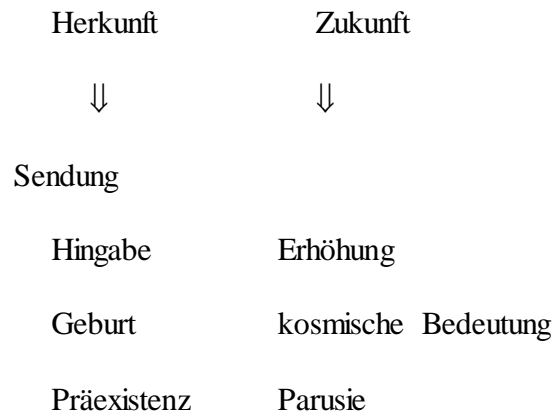 Herkunft Zukunft
⇓ ⇓
Sendung
Hingabe Erhöhung
Geburt kosmische Bedeutung
Präexistenz Parusie